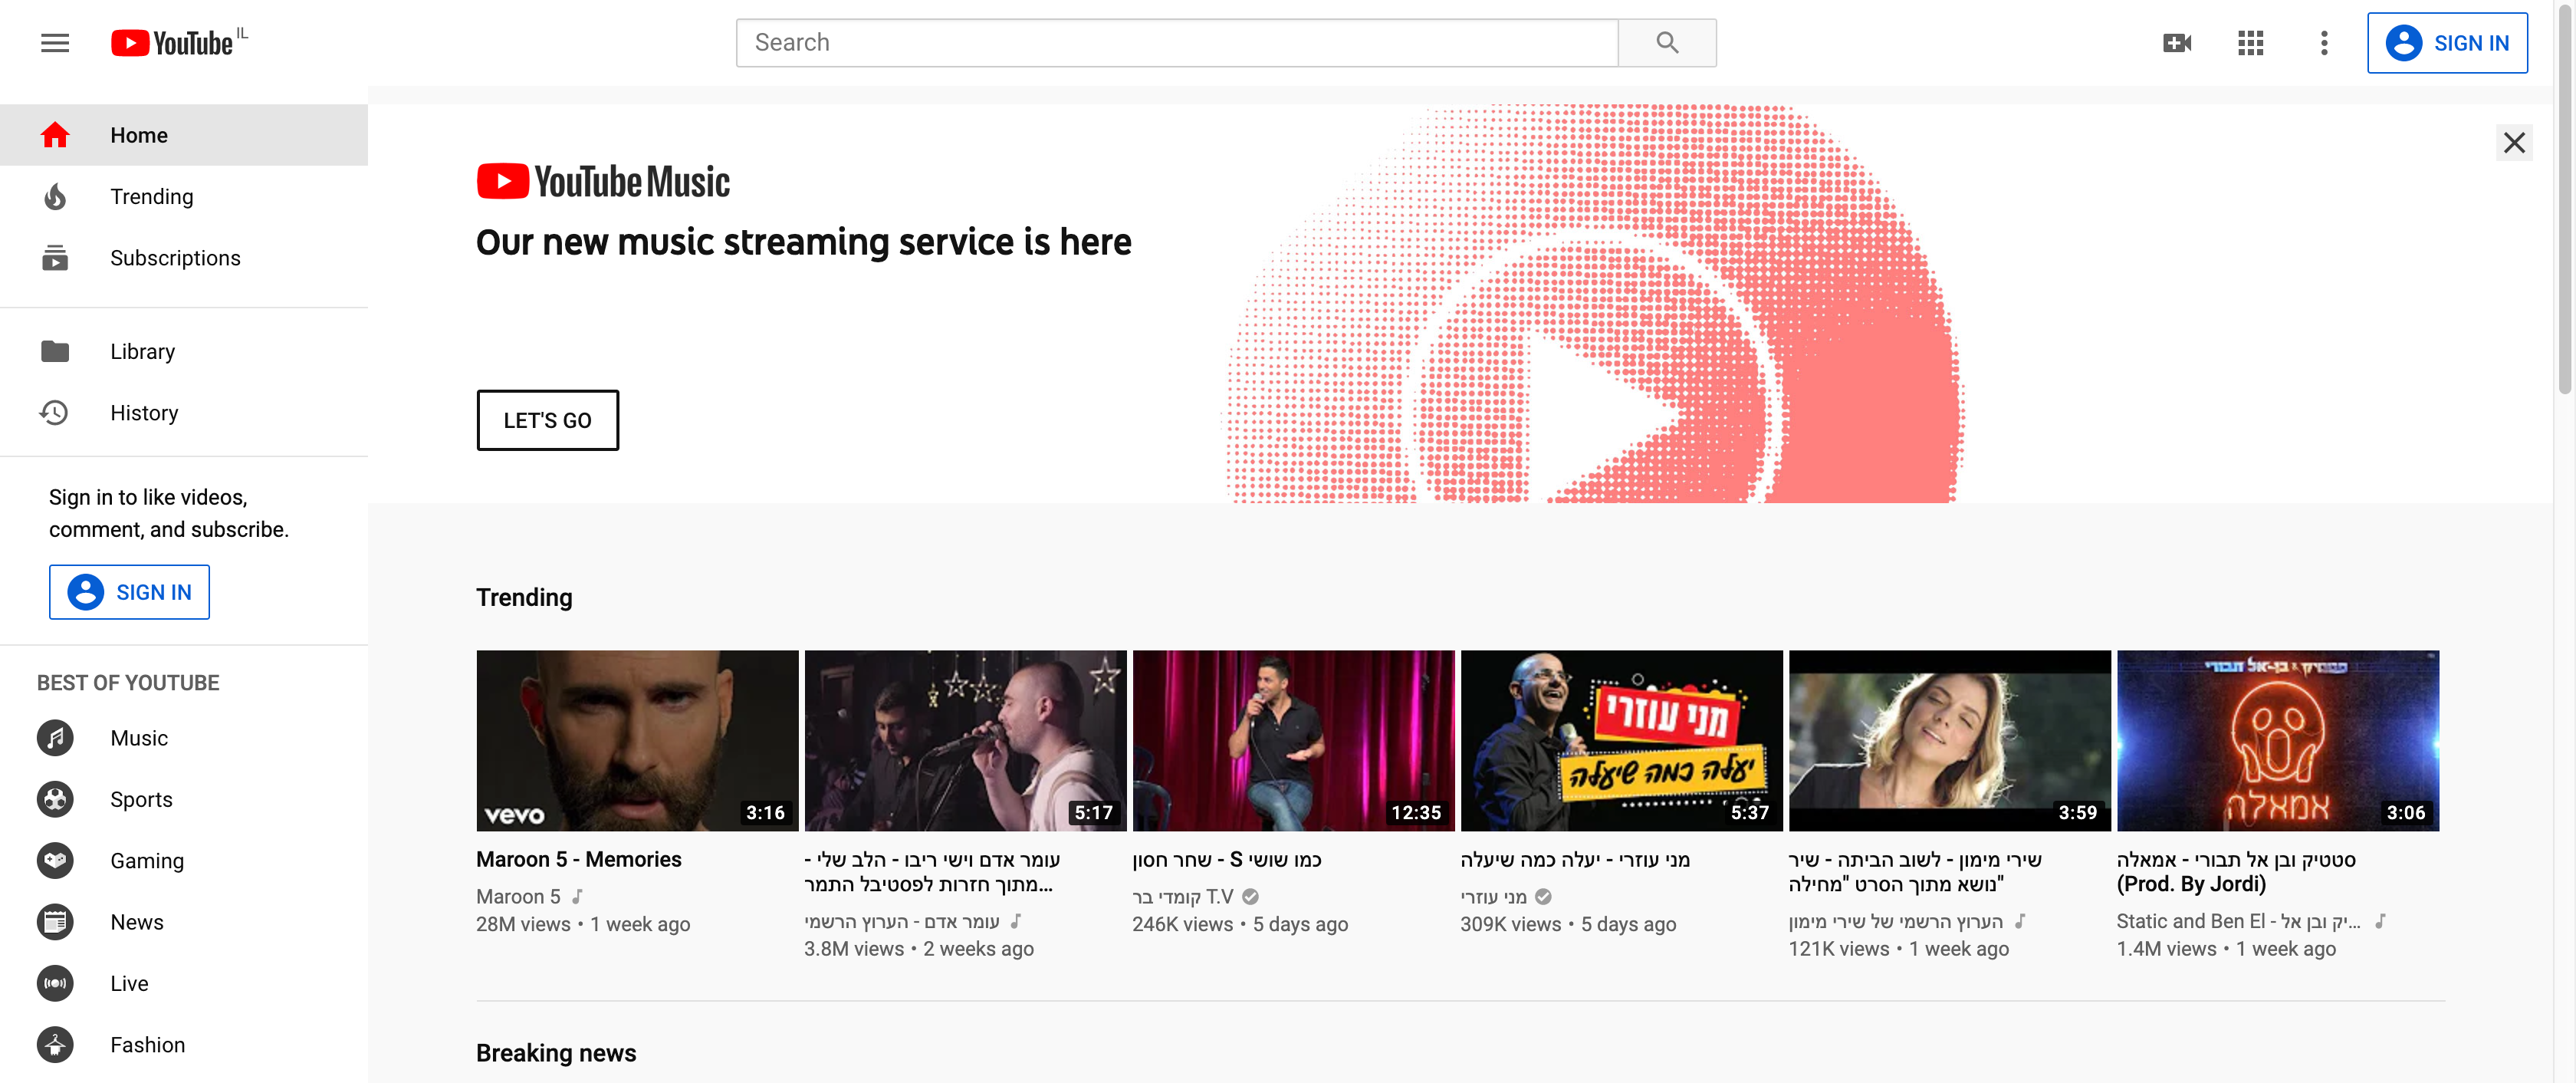 YouTube IL
Search
SIGN IN
Home
Trending
Subscriptions
Library
History
Sign in to like videos,
comment, and subscribe.
SIGN IN
BEST OF YOUTUBE
Music
Sports
Gaming
News
Live
Fashion
YouTube Music
Our new music streaming service is here
LET'S GO
Trending
vevo
3:16
Maroon 5 - Memories
Maroon 5
28M views • 1 week ago
5:17
עומר אדם וישי ריבו - הלב שלי -
מתוך חזרות לפסטיבל התמר...
עומר אדם - הערוץ הרשמי
3.8M views • 2 weeks ago
12:35
כמו שושי S - שחר חסון
קומדי בר T.V
246K views • 5 days ago
מני עוזרי
יעלה כמה שיעלה
5:37
מני עוזרי - יעלה כמה שיעלה
מני עוזרי
309K views • 5 days ago
3:59
שירי מימון - לשוב הביתה - שיר
נושא מתוך הסרט "מחילה"
הערוץ הרשמי של שירי מימון
121K views • 1 week ago
סטטיק & בן-אל תבורי
אמאלה
3:06
סטטיק ובן אל תבורי - אמאלה
(Prod. By Jordi)
Static and Ben El - יק ובן אל...
1.4M views • 1 week ago
Breaking news